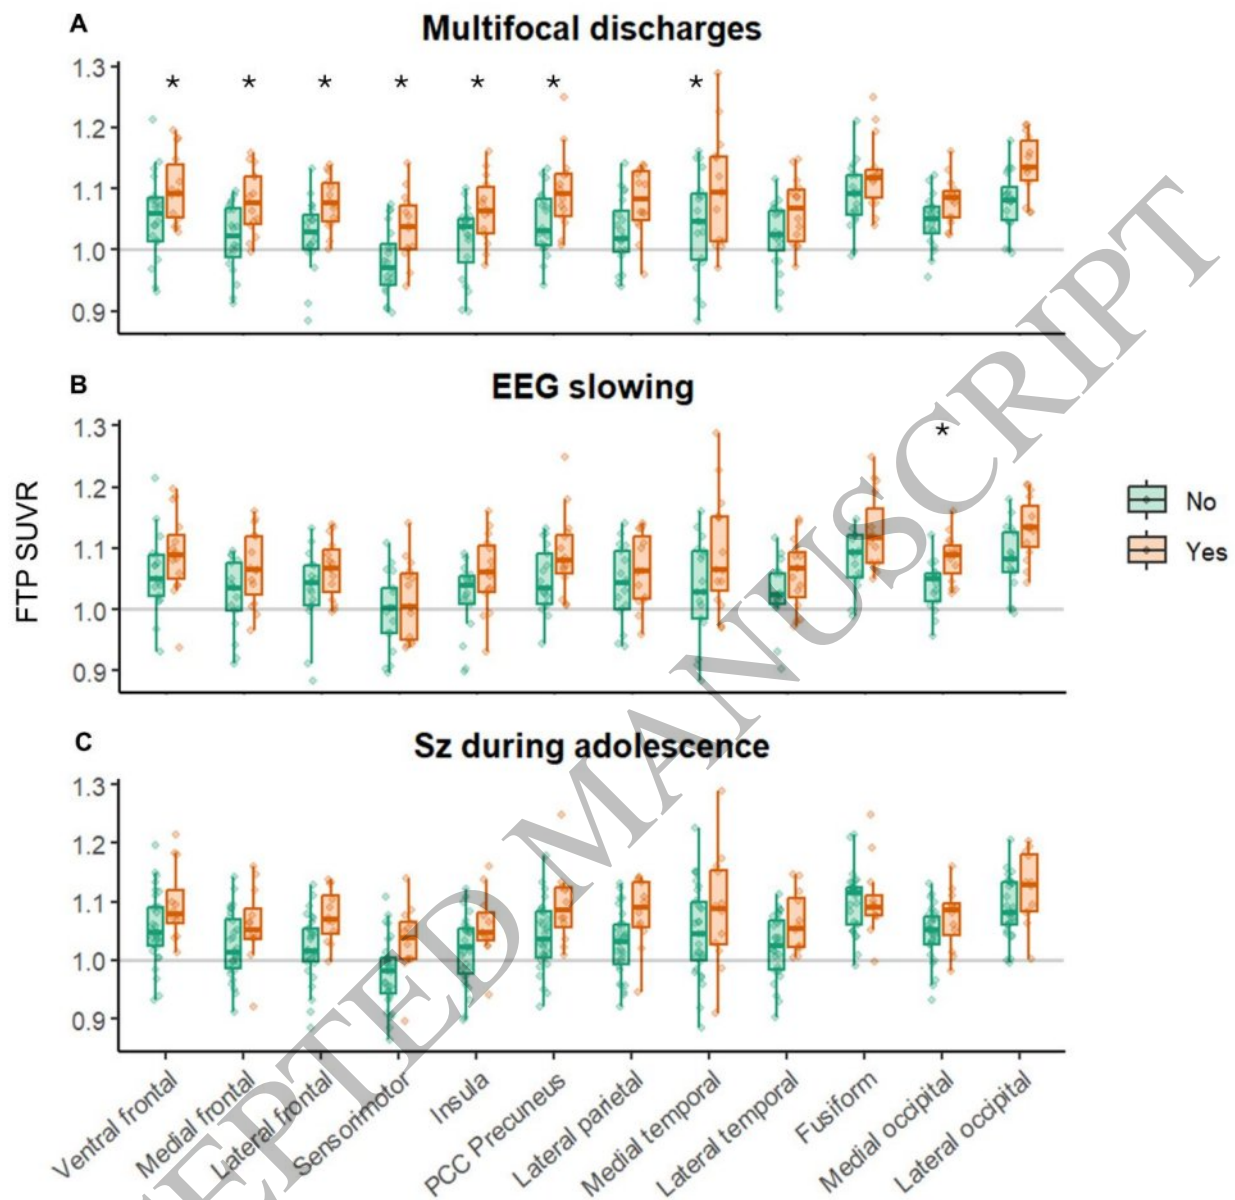 A
Multifocal discharges
1.3
* * * * * * *
1.2
1.1
1.0
0.9
B
EEG slowing
1.3
*
1.2
1.1
1.0
0.9
FTP SUVR
No
Yes
C
Sz during adolescence
1.3
1.2
1.1
1.0
0.9
Ventral frontal
Medial frontal
Lateral frontal
Sensorimotor
Insula
PCC Precuneus
Lateral parietal
Medial temporal
Lateral temporal
Fusiform
Medial occipital
Lateral occipital
EPTED MANUSCRIPT